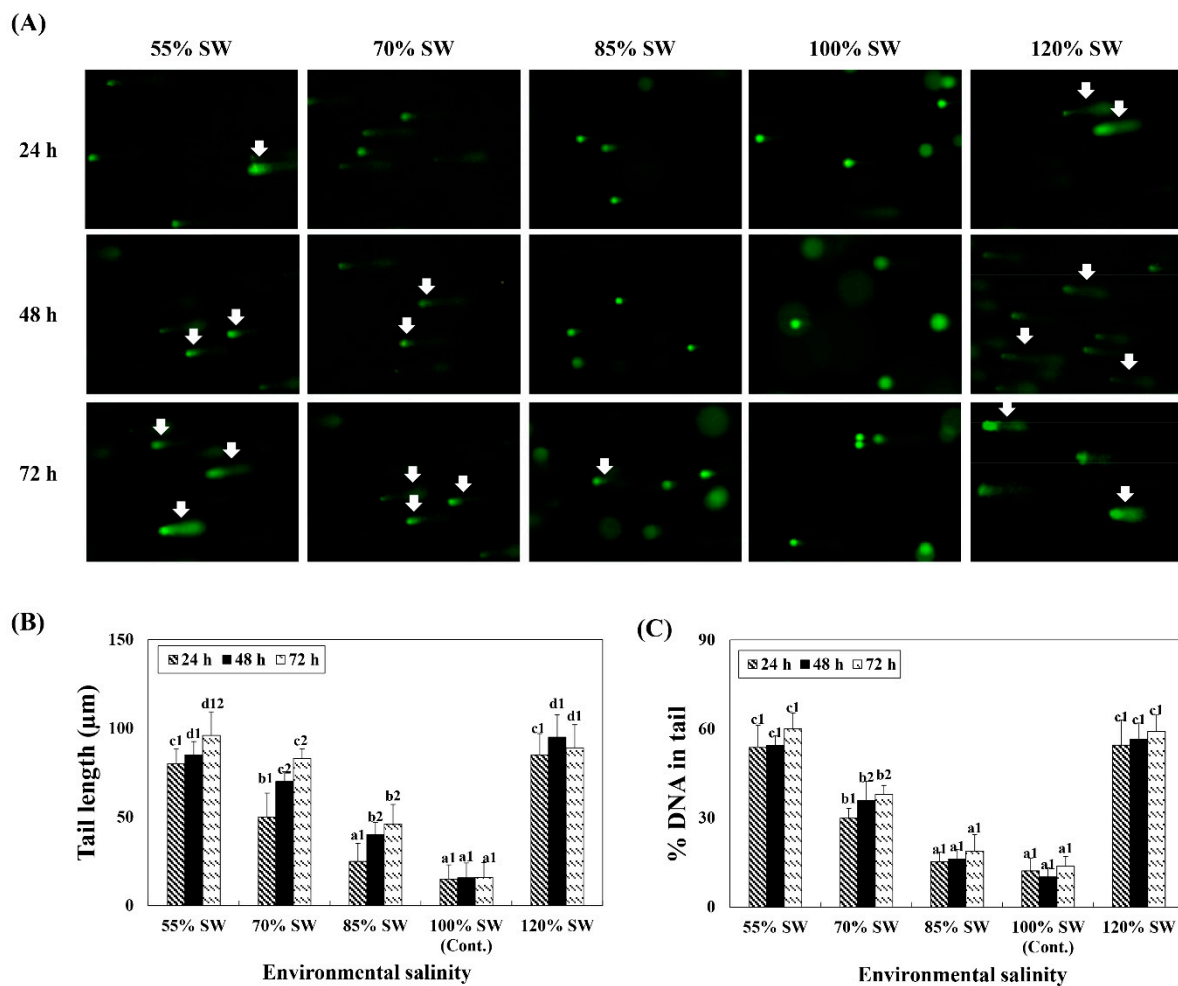 (A)
55% SW 70% SW 85% SW 100% SW 120% SW
24 h
48 h
72 h
(B)
Tail length (µm)
150
100
50
0
24 h 48 h 72 h
c1 d1 d12 b1 c2 c2 a1 b2 b2 a1 a1 a1 c1 d1 d1
55% SW 70% SW 85% SW 100% SW 120% SW
(Cont.)
Environmental salinity
(C)
% DNA in tail
90
60
30
0
24 h 48 h 72 h
c1 c1 c1 b1 b2 b2 a1 a1 a1 a1 a1 a1 c1 c1 c1
55% SW 70% SW 85% SW 100% SW 120% SW
(Cont.)
Environmental salinity